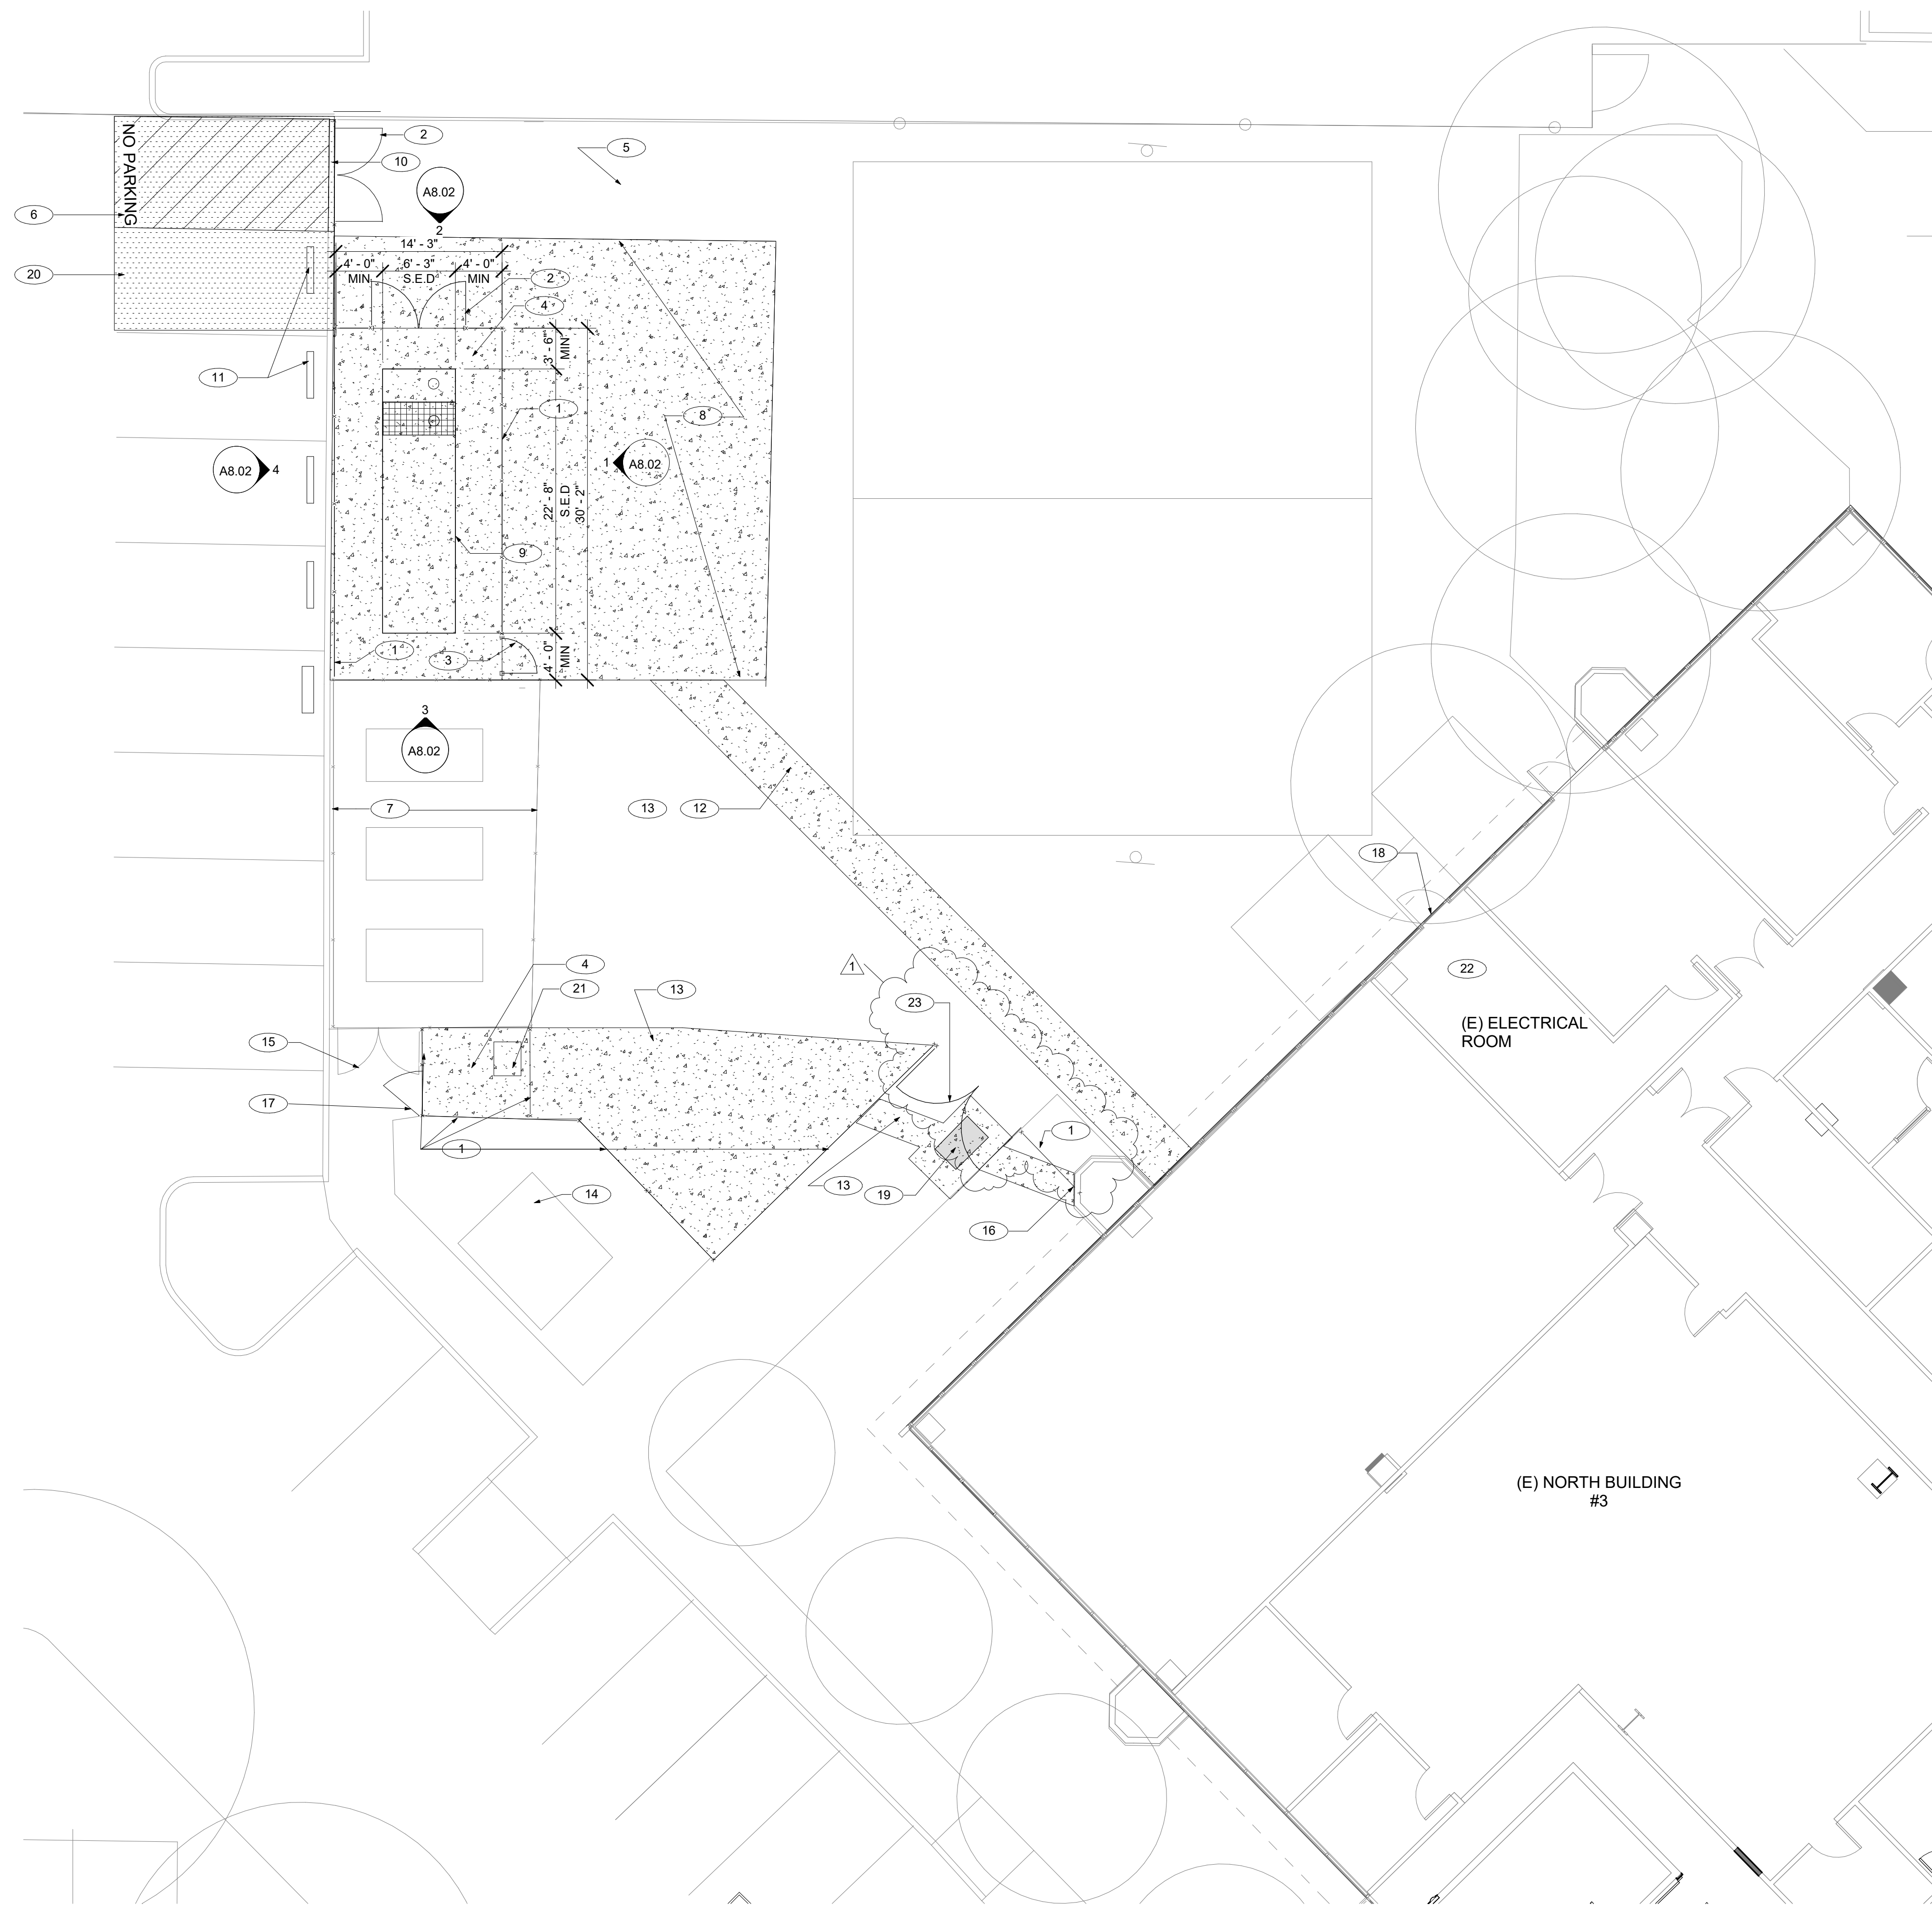 2
10
5
NO PARKING
A8.02
2
6
14' - 3"
4' - 0"
MIN
6' - 3"
S.E.D
4' - 0"
MIN
20
2
4
3' - 6"
MIN
11
1
8
A8.02
4
1
A8.02
22' - 8"
S.E.D
30' - 2"
9
1
3
4' - 0"
MIN
3
A8.02
7
13
12
18
4
1
22
21
13
23
(E) ELECTRICAL
ROOM
15
17
1
1
13
19
14
16
(E) NORTH BUILDING
#3